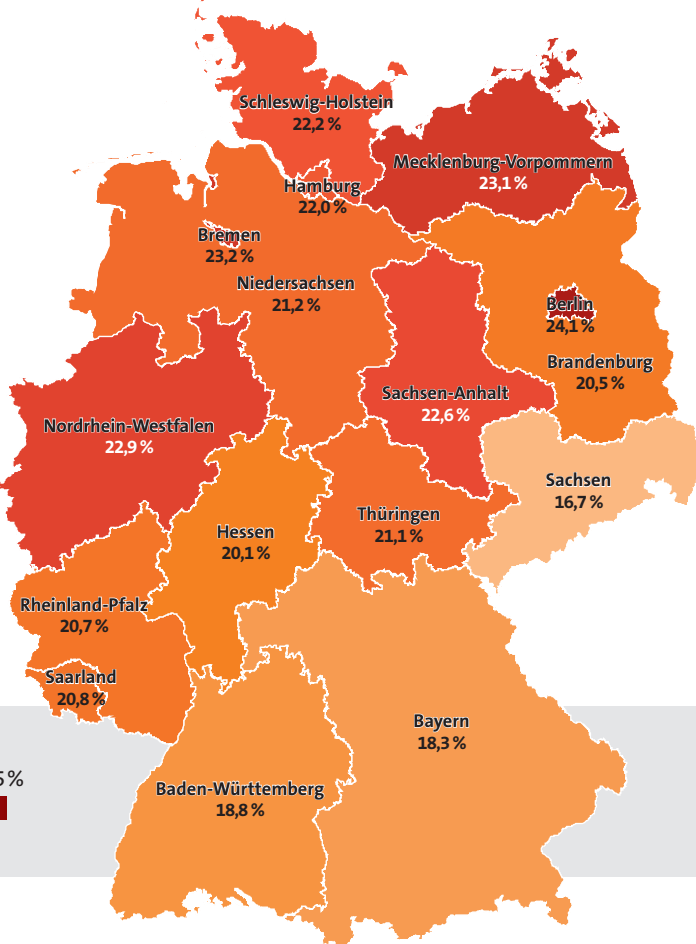 Schleswig-Holstein
22,2 %
Mecklenburg-Vorpommern
23,1 %
Hamburg
22,0 %
Bremen
23,2 %
Niedersachsen
21,2 %
Berlin
24,1 %
Brandenburg
20,5 %
Sachsen-Anhalt
22,6 %
Nordrhein-Westfalen
22,9 %
Sachsen
16,7 %
Thüringen
21,1 %
Hessen
20,1 %
Rheinland-Pfalz
20,7 %
Saarland
20,8 %
Bayern
18,3 %
5 %
Baden-Württemberg
18,8 %